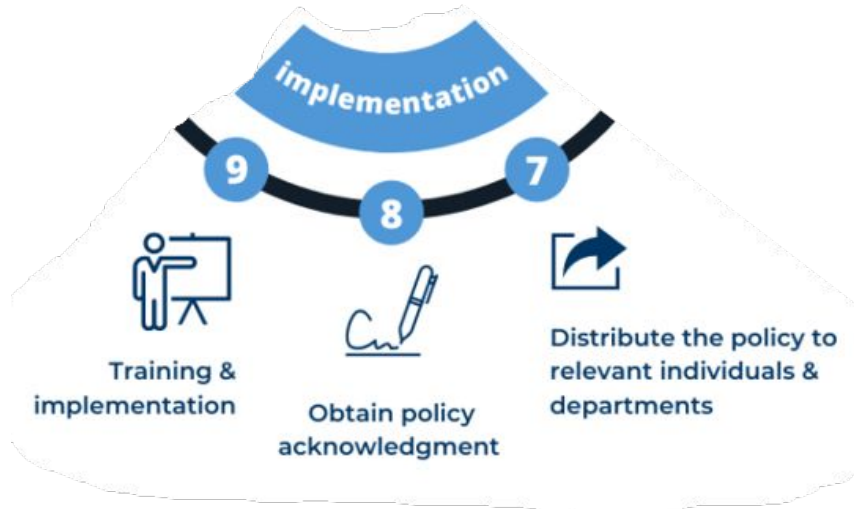 implementation
9
8
7
Training &
implementation
Obtain policy
acknowledgment
Distribute the policy to
relevant individuals &
departments